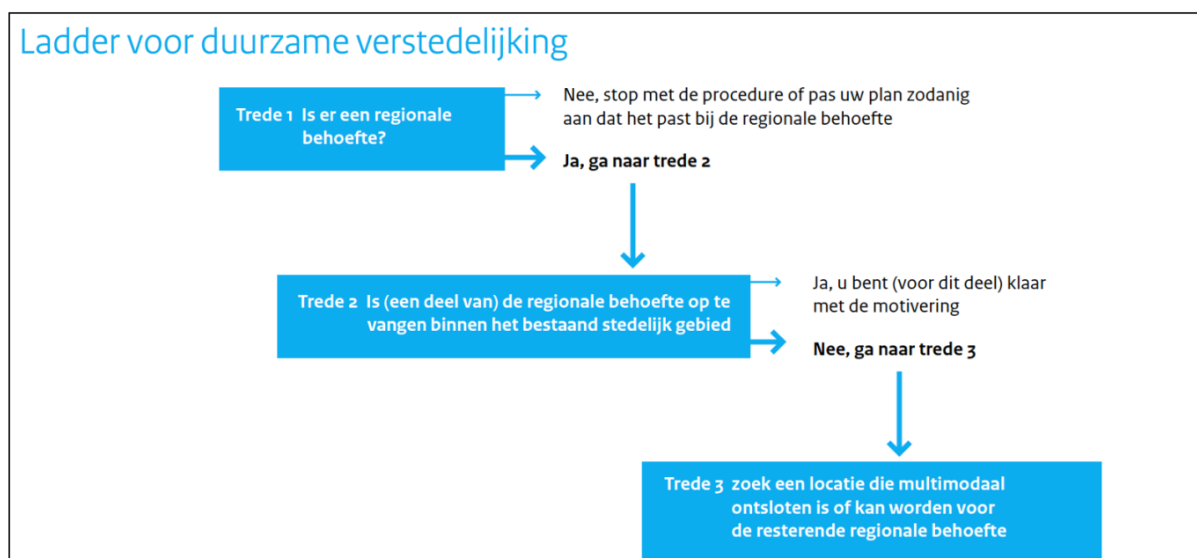 Ladder voor duurzame verstedelijking
Trede 1 Is er een regionale
behoefte?
Nee, stop met de procedure of pas uw plan zodanig
aan dat het past bij de regionale behoefte
Ja, ga naar trede 2
Trede 2 Is (een deel van) de regionale behoefte op te
vangen binnen het bestaand stedelijk gebied
Ja, u bent (voor dit deel) klaar
met de motivering
Nee, ga naar trede 3
Trede 3 zoek een locatie die multimodaal
ontsloten is of kan worden voor
de resterende regionale behoefte